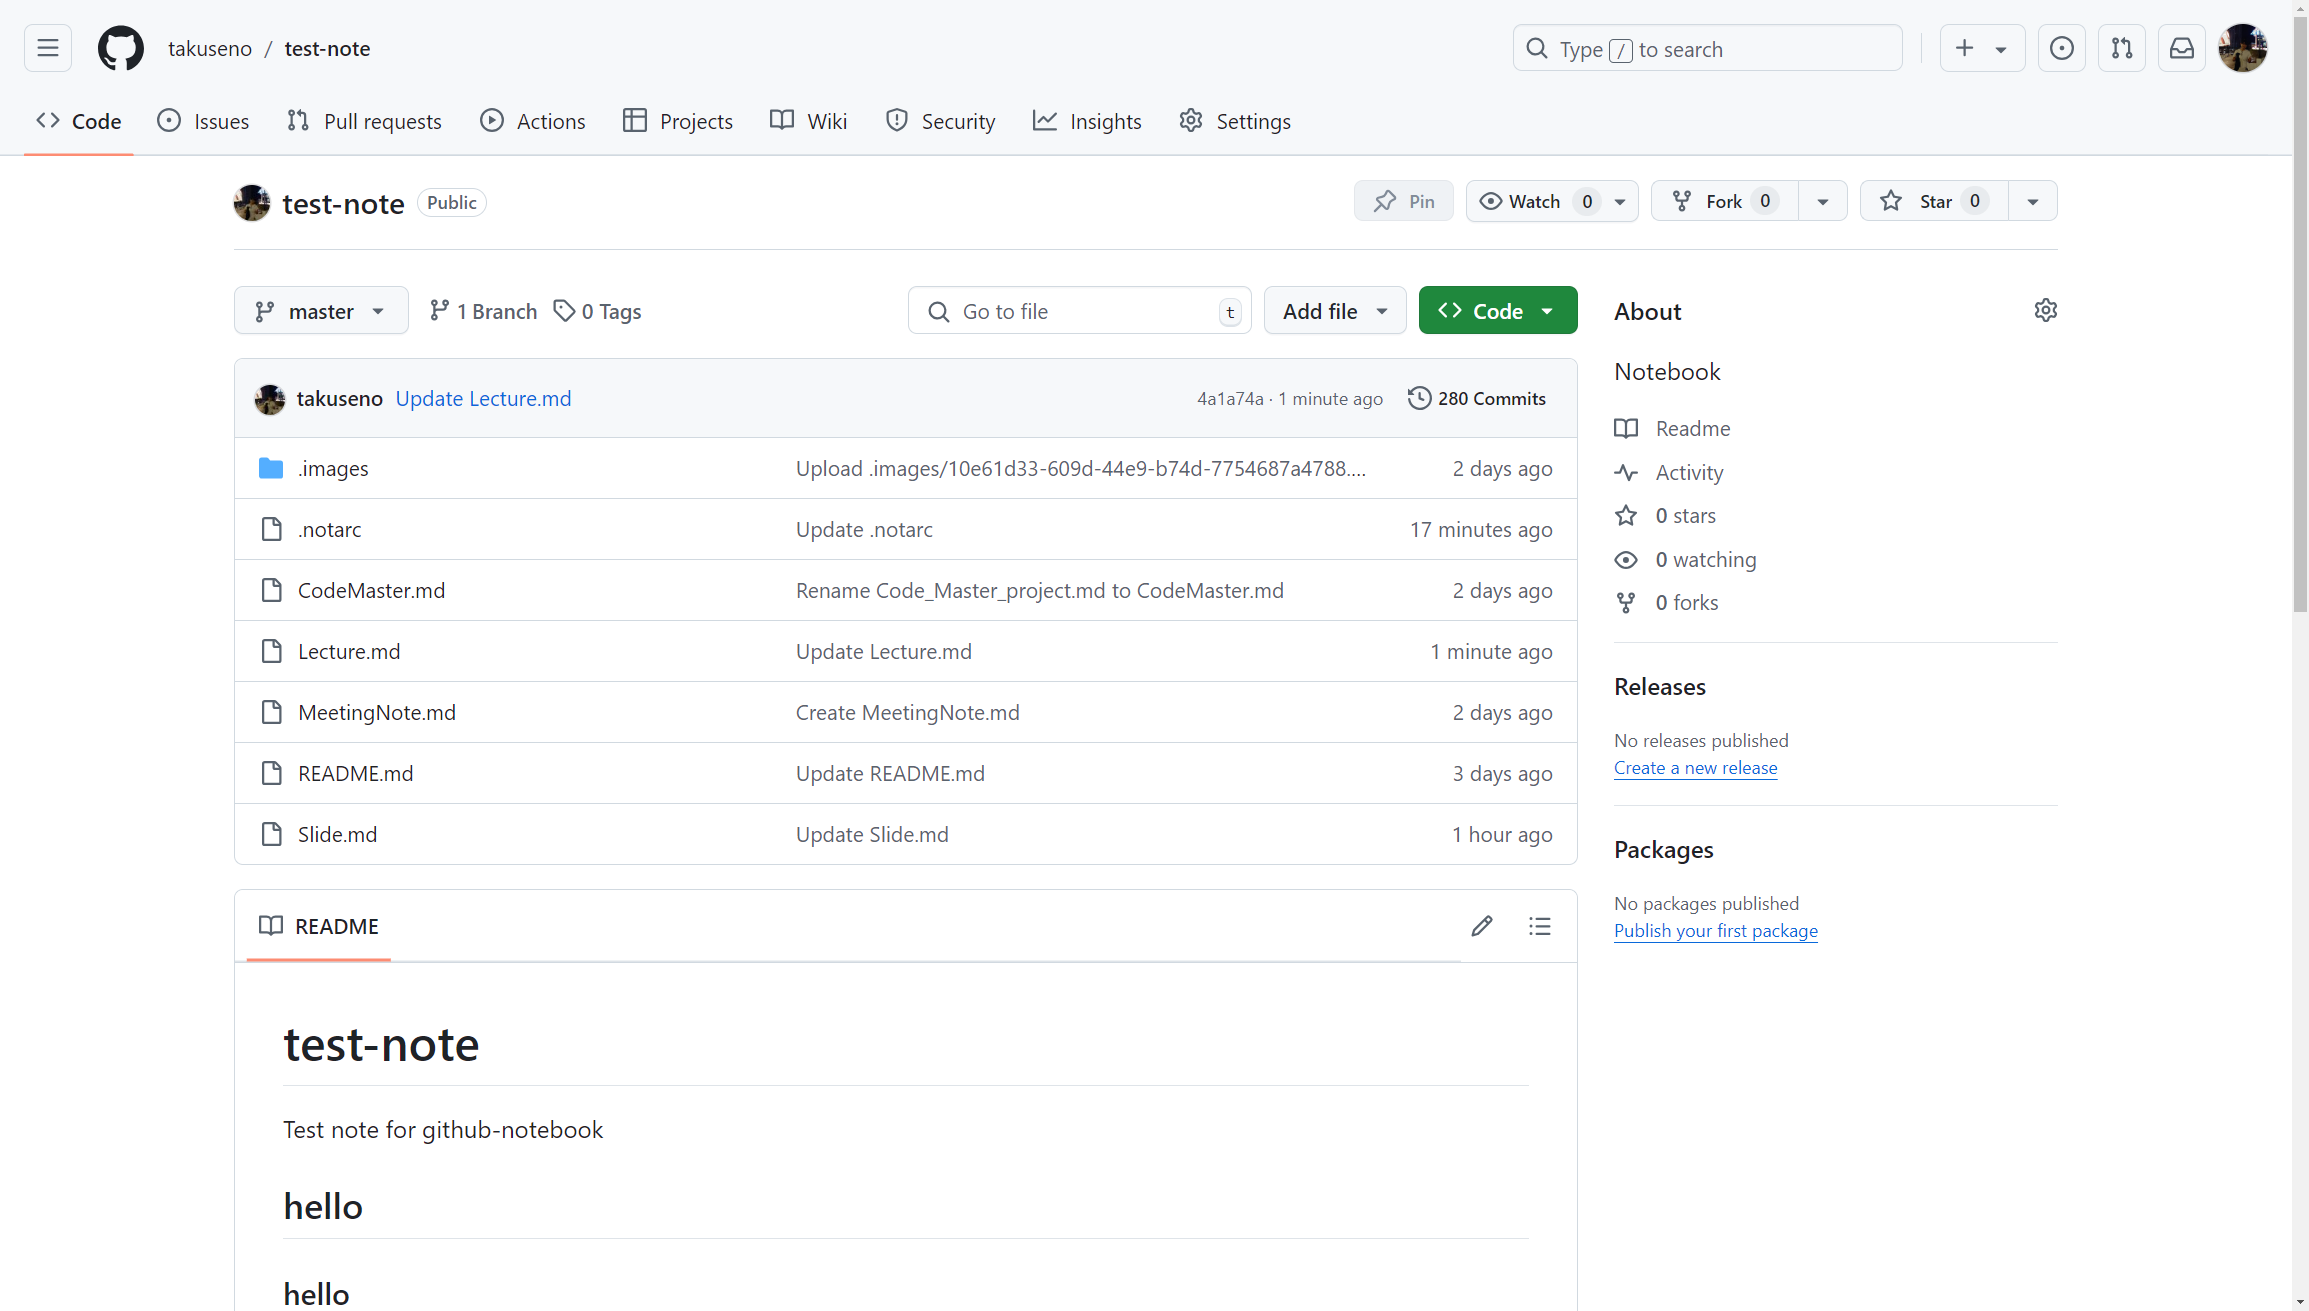 takuseno / test-note
Type / to search
Code Issues Pull requests Actions Projects Wiki Security Insights Settings
test-note Public
Pin Watch 0 Fork 0 Star 0
master 1 Branch 0 Tags Go to file t Add file Code
takuseno Update Lecture.md 4a1a74a · 1 minute ago 280 Commits
.images Upload .images/10e61d33-609d-44e9-b74d-7754687a4788.... 2 days ago
.notarc Update .notarc 17 minutes ago
CodeMaster.md Rename Code_Master_project.md to CodeMaster.md 2 days ago
Lecture.md Update Lecture.md 1 minute ago
MeetingNote.md Create MeetingNote.md 2 days ago
README.md Update README.md 3 days ago
Slide.md Update Slide.md 1 hour ago
README
test-note
Test note for github-notebook
hello
hello
About
Notebook
Readme
Activity
0 stars
0 watching
0 forks
Releases
No releases published
Create a new release
Packages
No packages published
Publish your first package